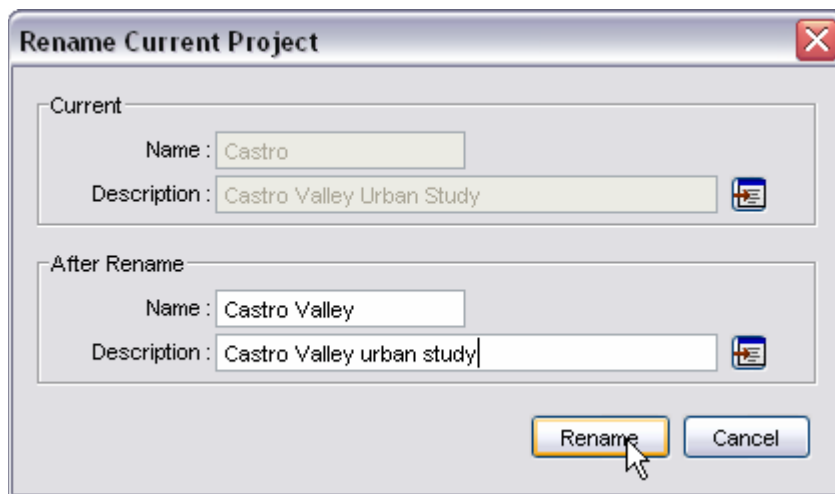 Rename Current Project
Current
Name : Castro
Description : Castro Valley Urban Study
After Rename
Name : Castro Valley
Description : Castro Valley urban study
Rename Cancel